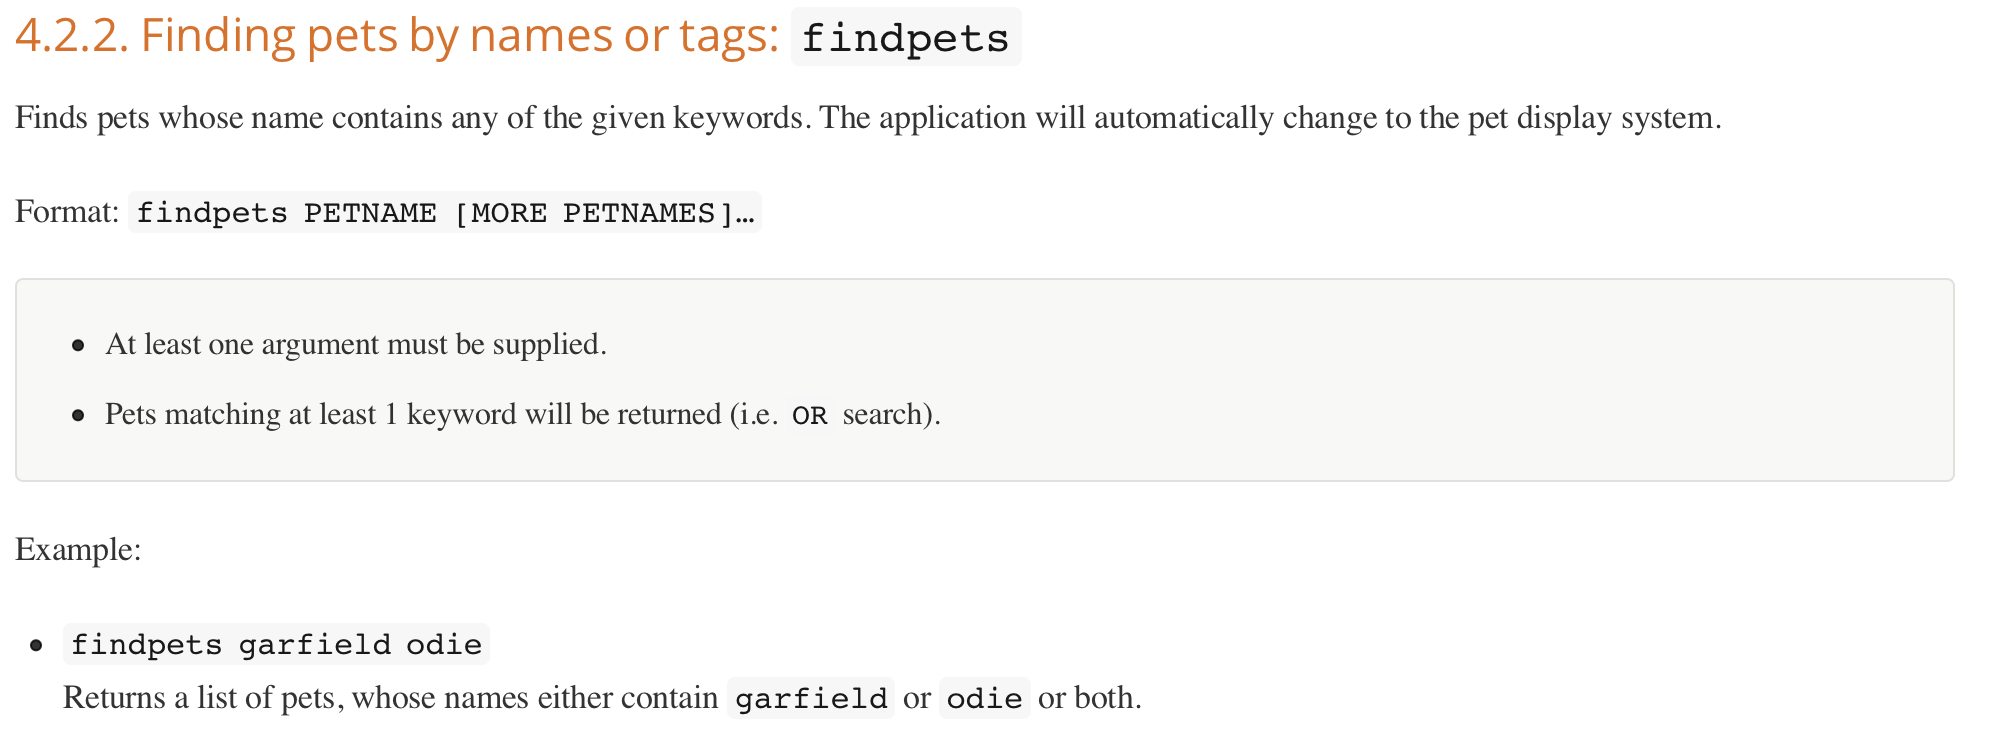 4.2.2. Finding pets by names or tags: findpets
Finds pets whose name contains any of the given keywords. The application will automatically change to the pet display system.
Format: findpets PETNAME [MORE PETNAMES]…
• At least one argument must be supplied.
• Pets matching at least 1 keyword will be returned (i.e. OR search).
Example:
• findpets garfield odie
Returns a list of pets, whose names either contain garfield or odie or both.